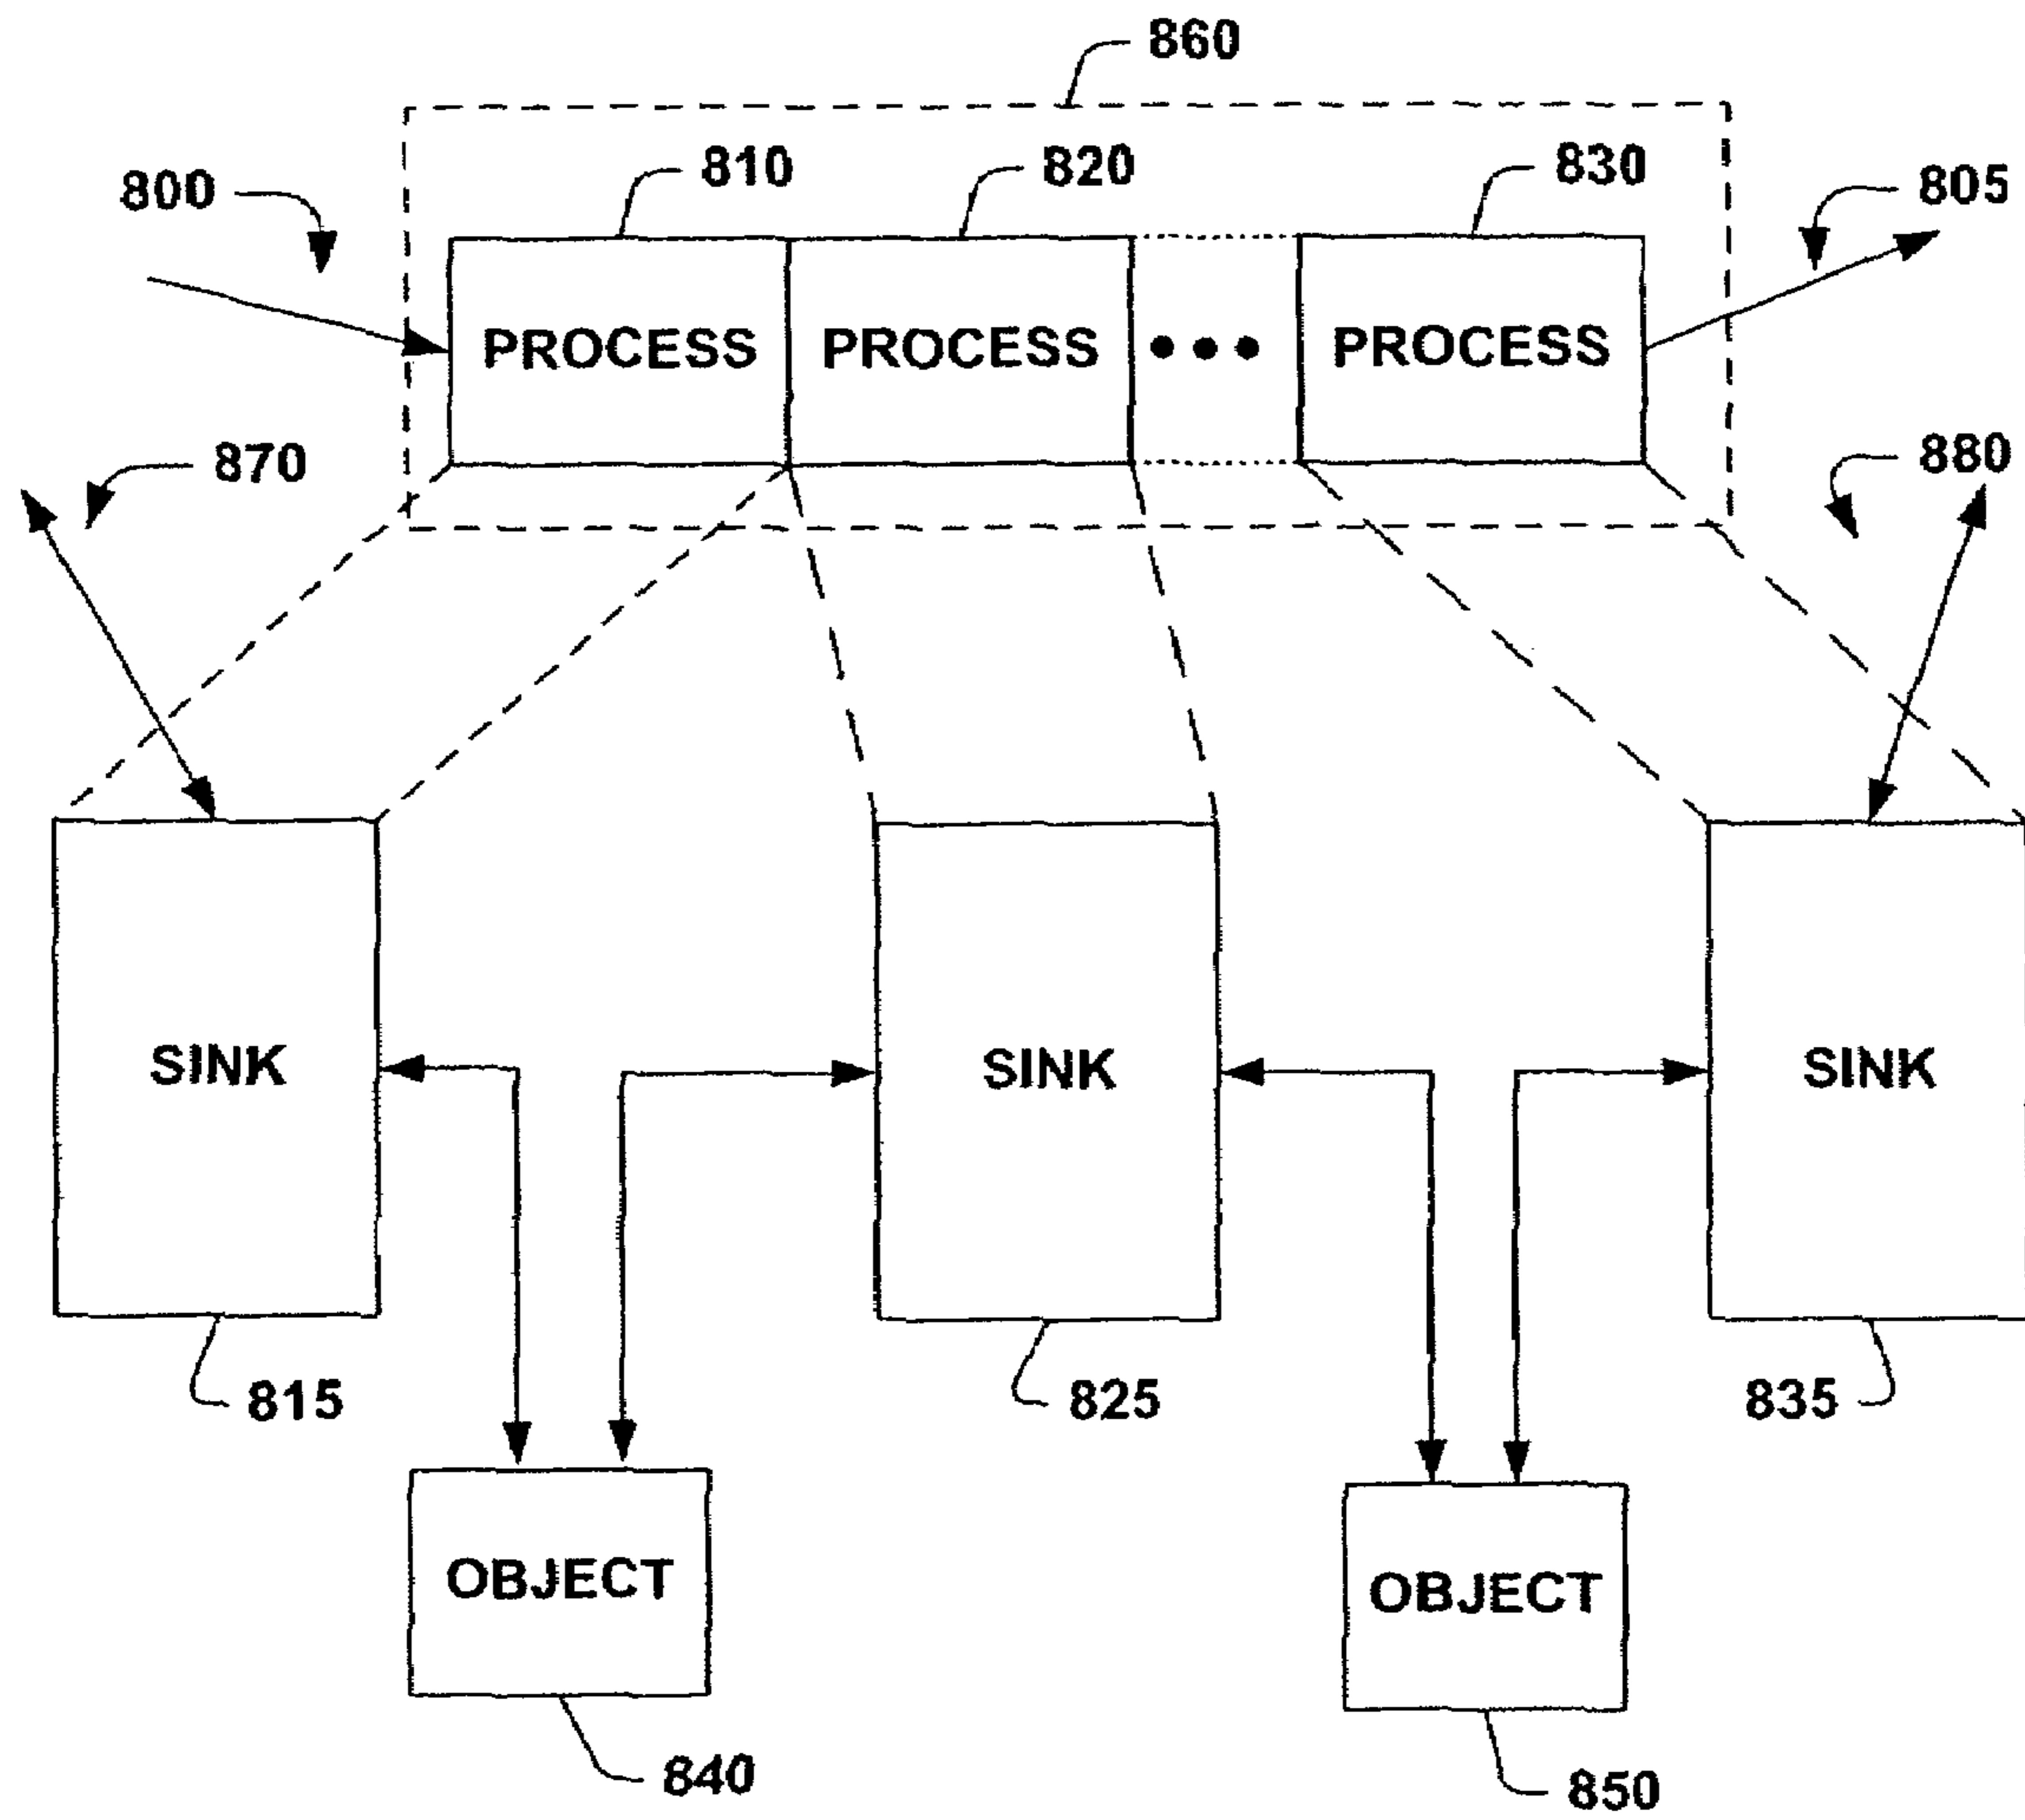 860
810
820
830
800
805
PROCESS
PROCESS
•••
PROCESS
870
880
SINK
SINK
SINK
815
825
835
OBJECT
OBJECT
840
850